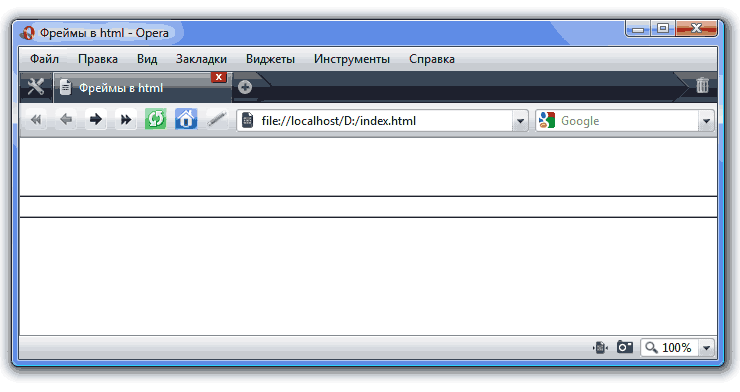 Фреймы в html - Opera
Файл Правка Вид Закладки Виджеты Инструменты Справка
Фреймы в html
file://localhost/D:/index.html Google
100%